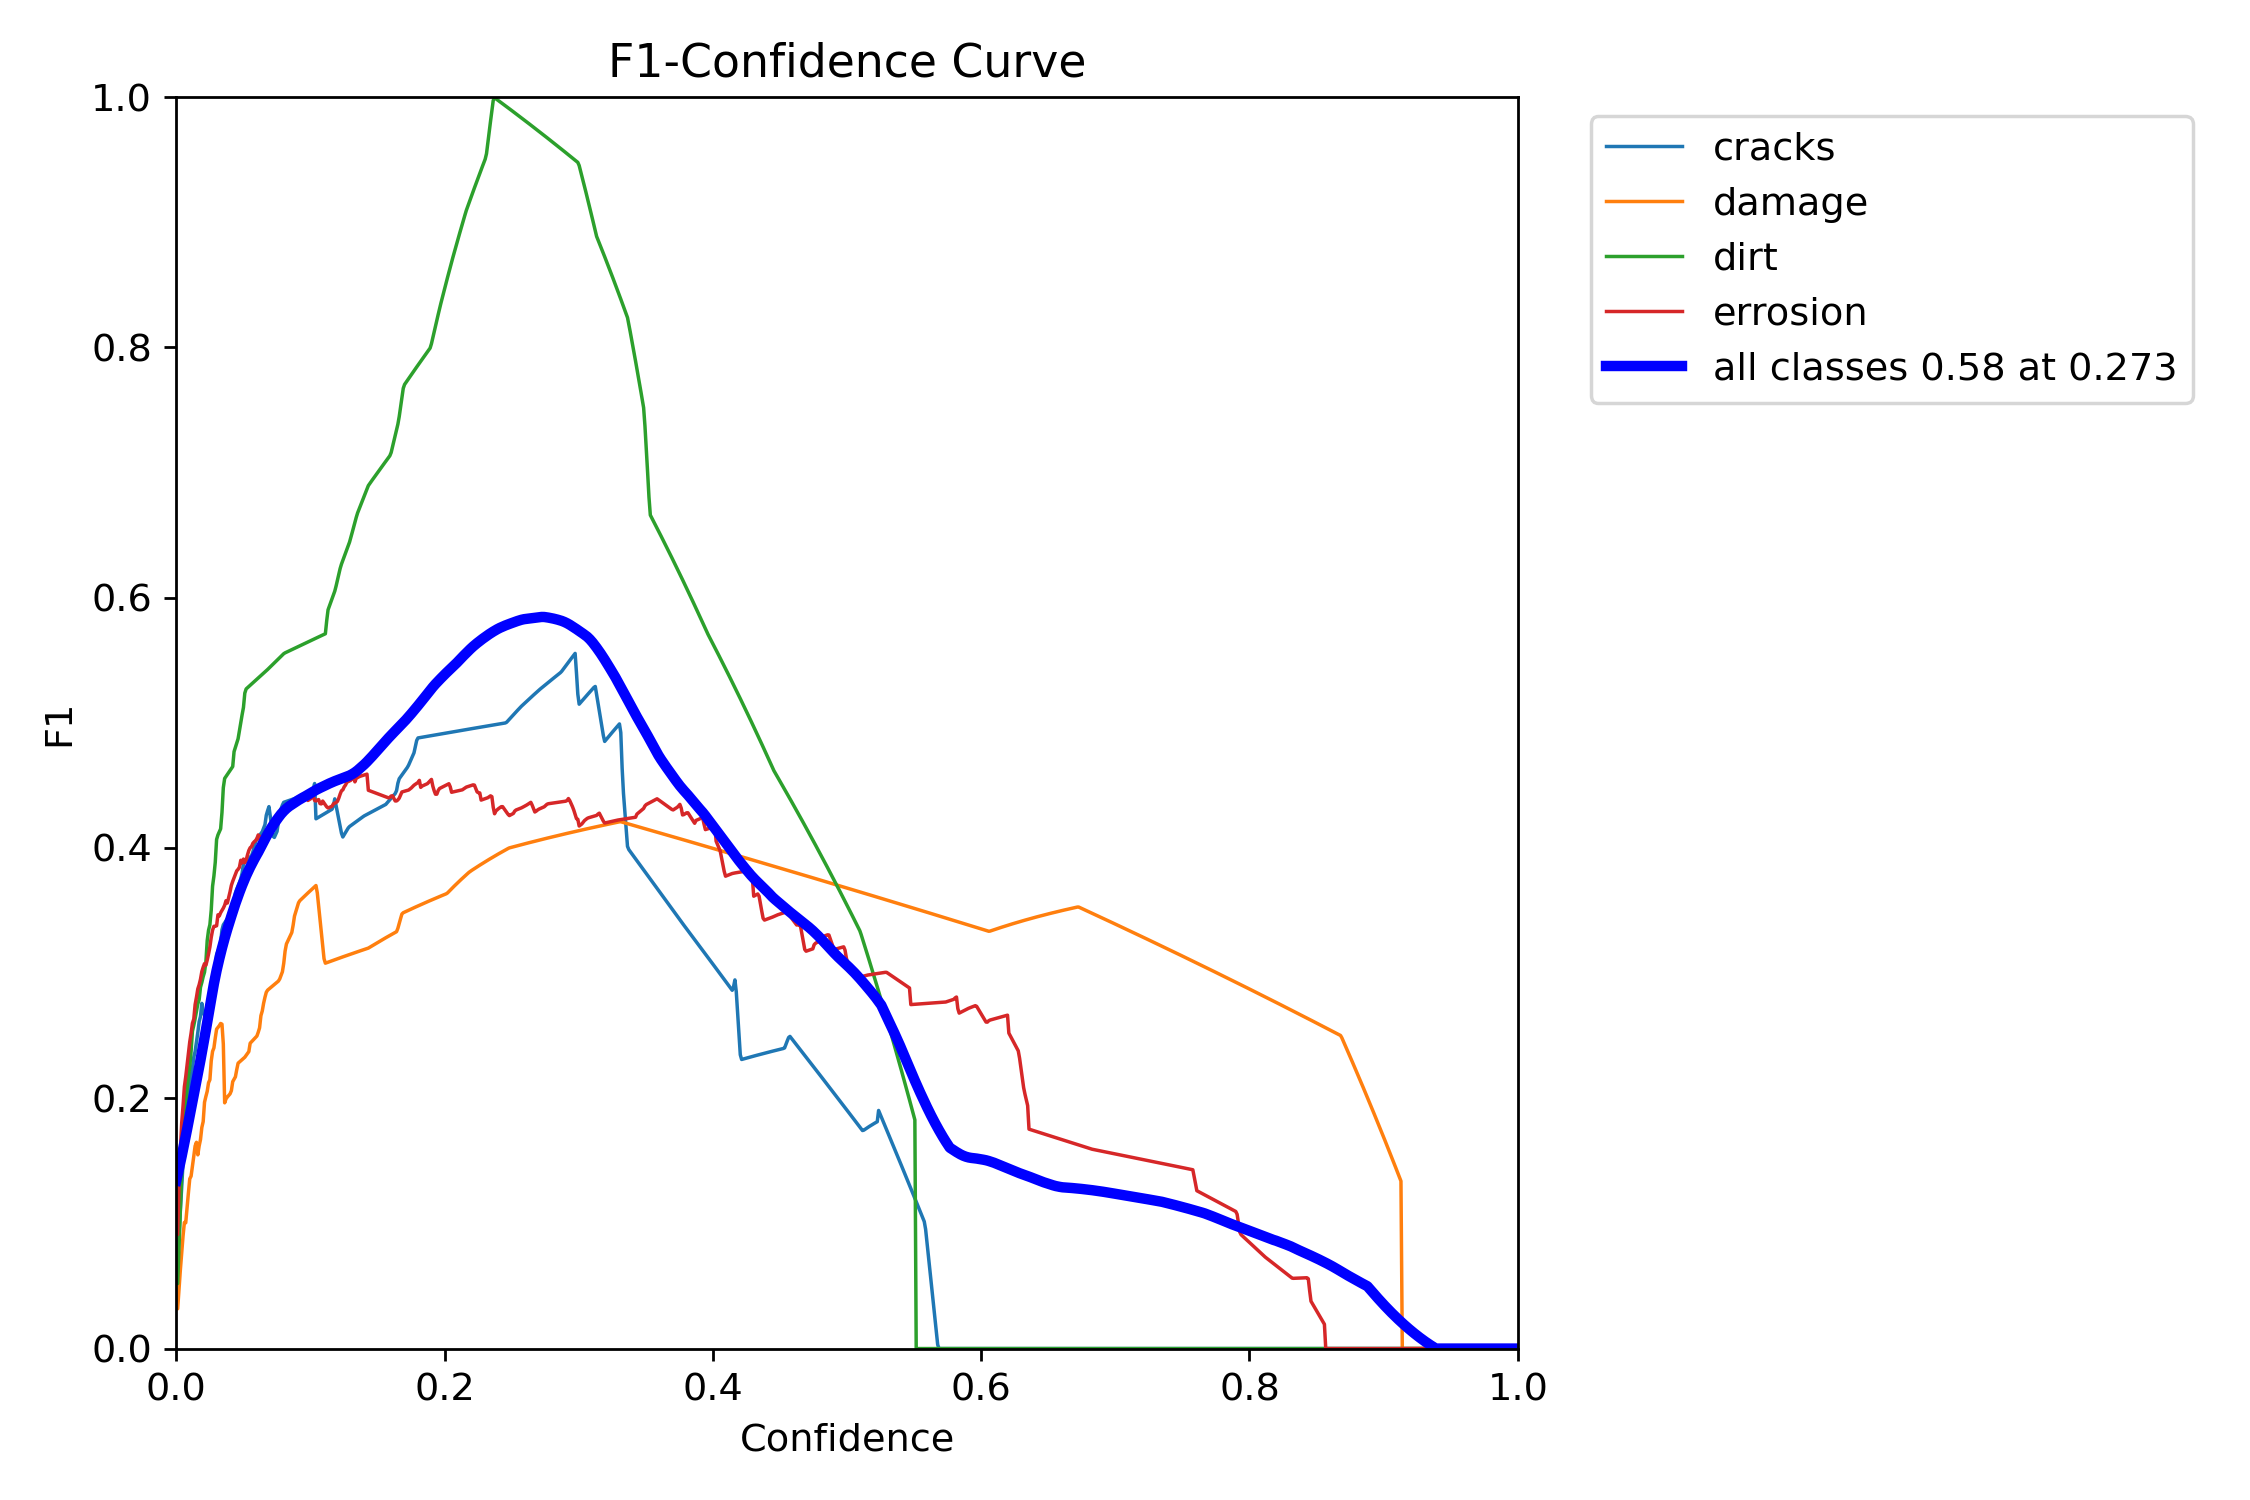 F1-Confidence Curve
1.0
0.8
0.6
0.4
0.2
0.0
F1
0.0 0.2 0.4 0.6 0.8 1.0
Confidence
cracks
damage
dirt
errosion
all classes 0.58 at 0.273